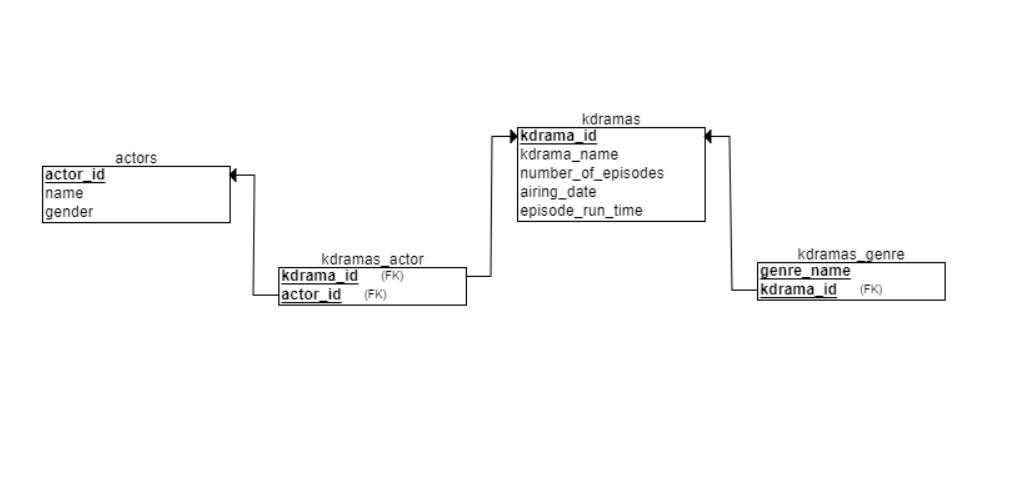 actors
actor_id
name
gender
kdramas_actor
kdrama_id (FK)
actor_id (FK)
kdramas
kdrama_id
kdrama_name
number_of_episodes
airing_date
episode_run_time
kdramas_genre
genre_name
kdrama_id (FK)